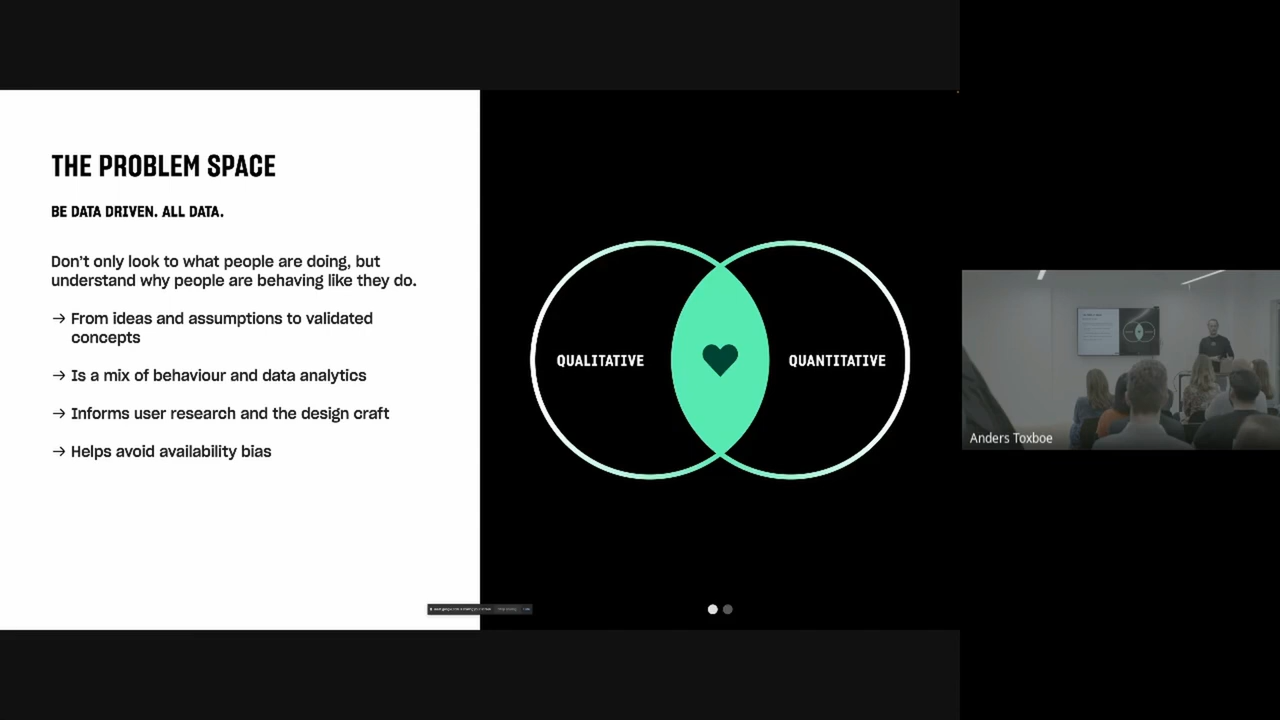 THE PROBLEM SPACE
BE DATA DRIVEN. ALL DATA.
Don't only look to what people are doing, but
understand why people are behaving like they do.
→ From ideas and assumptions to validated
concepts
→ Is a mix of behaviour and data analytics
→ Informs user research and the design craft
→ Helps avoid availability bias
QUALITATIVE
QUANTITATIVE
Anders Toxboe